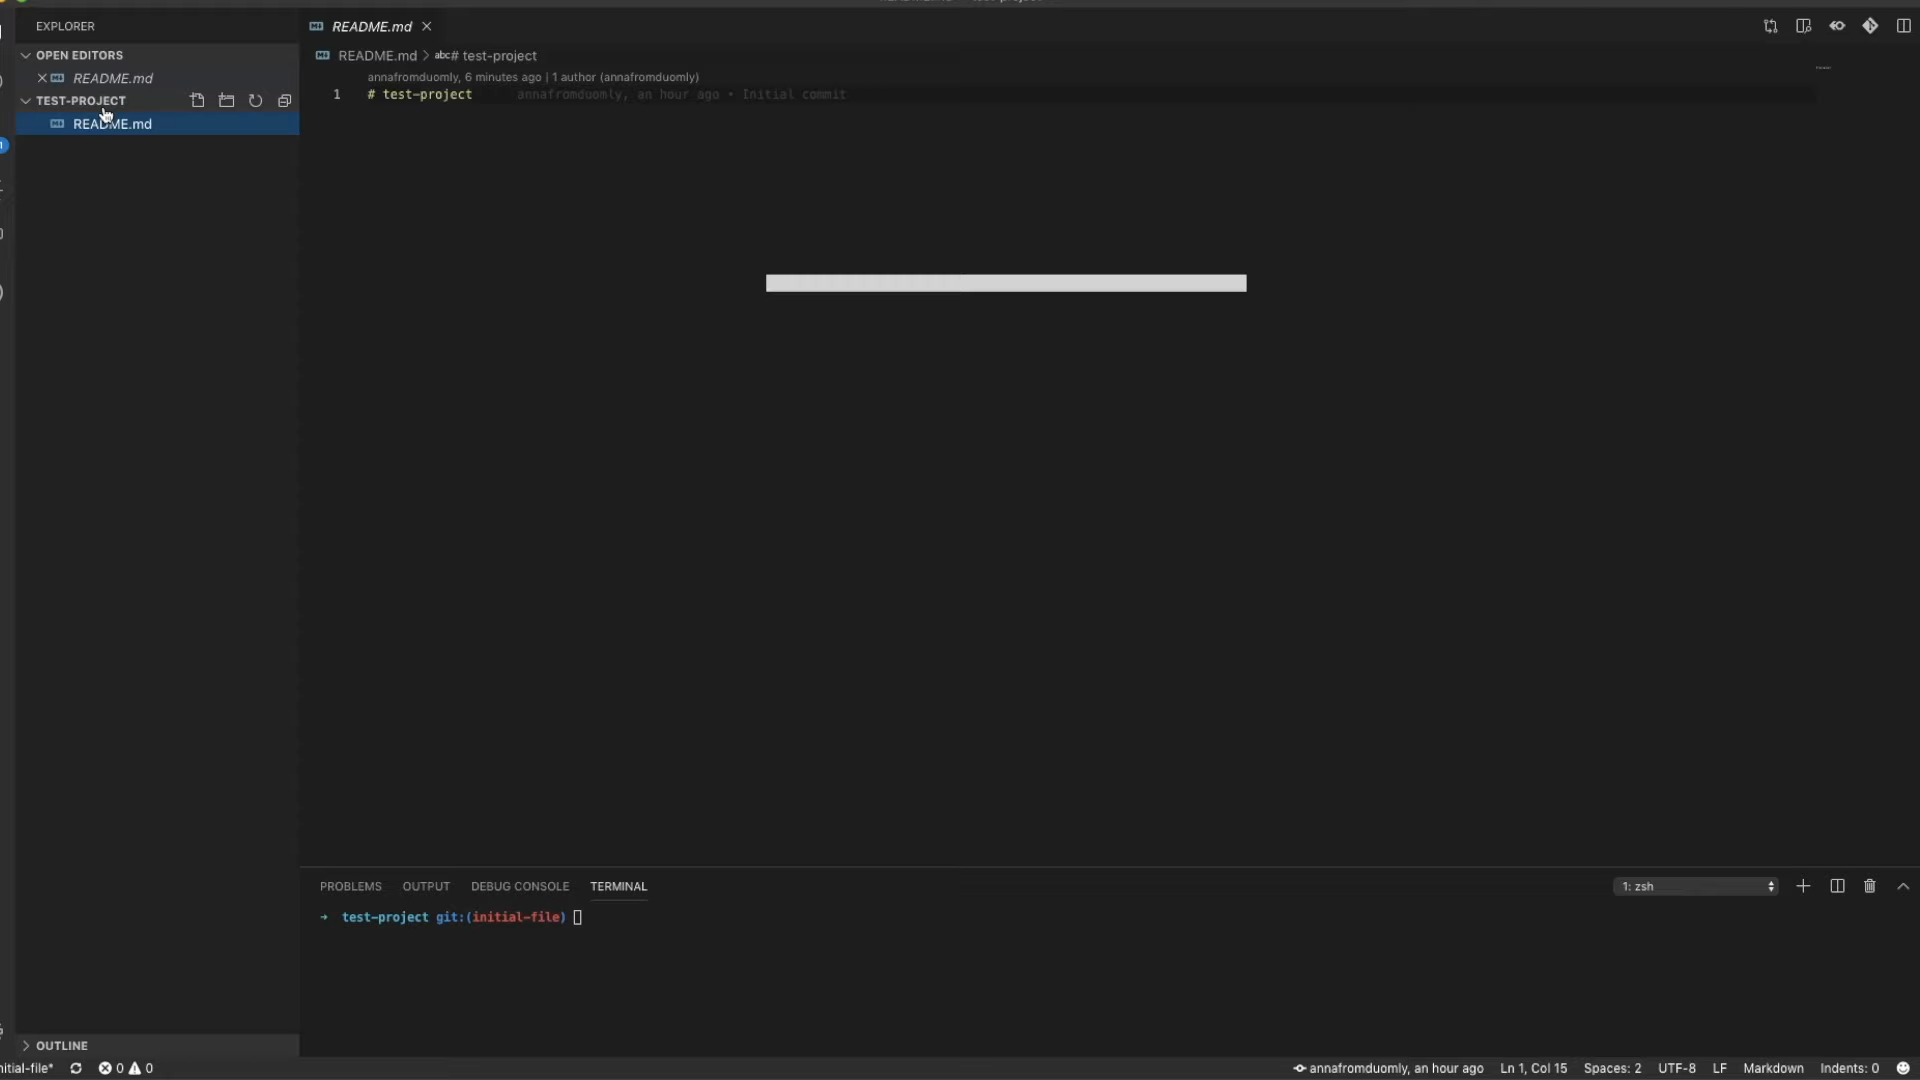 EXPLORER
README.md
OPEN EDITORS
README.md > abc# test-project
README.md
annafromduomly, 6 minutes ago | 1 author (annafromduomly)
TEST-PROJECT
1 # test-project annafromduomly, an hour ago • Initial commit
README.md
PROBLEMS OUTPUT DEBUG CONSOLE TERMINAL 1: zsh
→ test-project git:(initial-file)
OUTLINE
nitial-file* 0 0 annafromduomly, an hour ago Ln 1, Col 15 Spaces: 2 UTF-8 LF Markdown Indents: 0